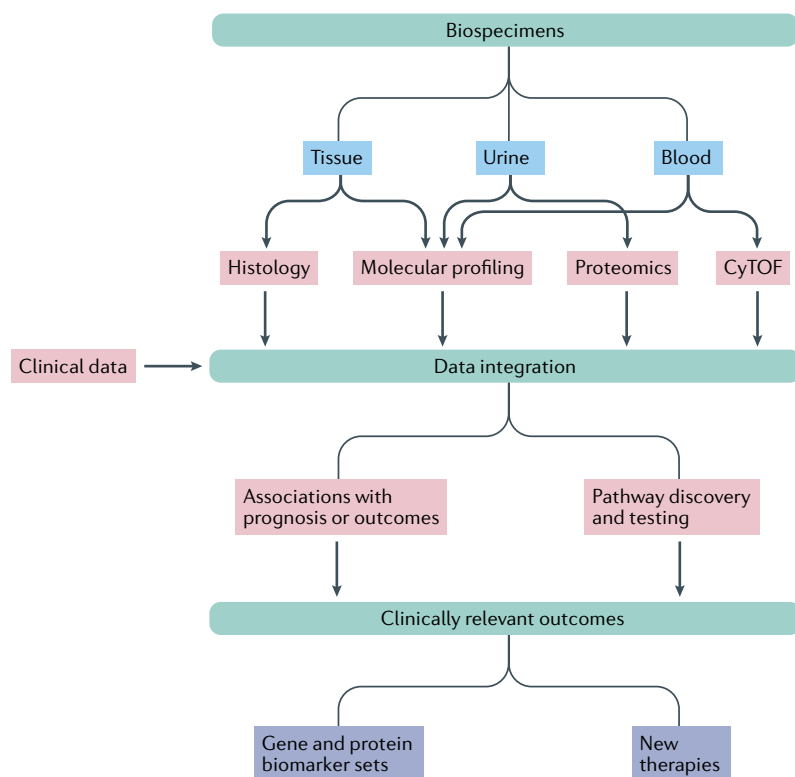 Biospecimens
Tissue
Urine
Blood
Histology
Molecular profiling
Proteomics
CyTOF
Clinical data
Data integration
Associations with
prognosis or outcomes
Pathway discovery
and testing
Clinically relevant outcomes
Gene and protein
biomarker sets
New
therapies